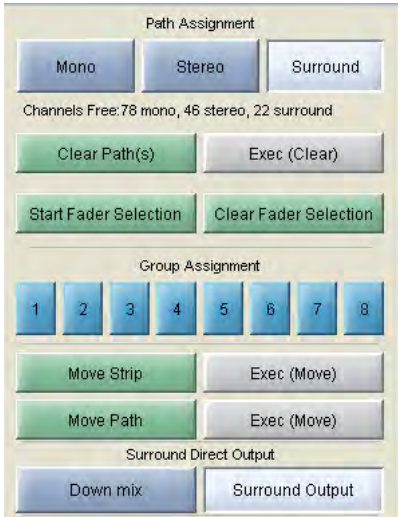 Path Assignment
Mono Stereo Surround
Channels Free:78 mono, 46 stereo, 22 surround
Clear Path(s) Exec (Clear)
Start Fader Selection Clear Fader Selection
Group Assignment
1 2 3 4 5 6 7 8
Move Strip Exec (Move)
Move Path Exec (Move)
Surround Direct Output
Down mix Surround Output